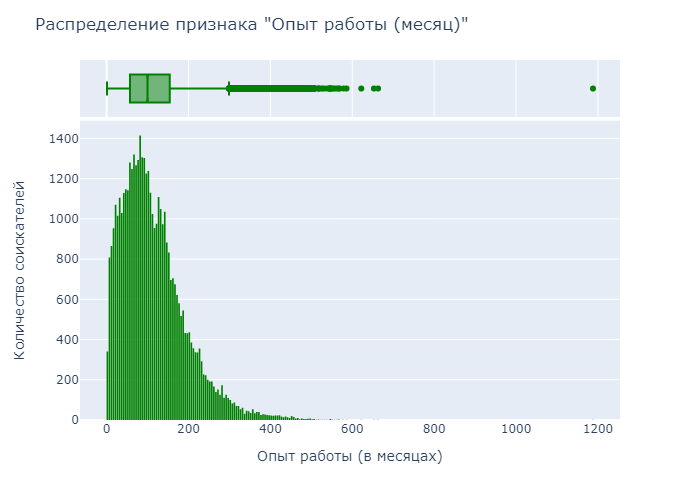 Распределение признака "Опыт работы (месяц)"
Количество соискателей
1400
1200
1000
800
600
400
200
0
0 200 400 600 800 1000 1200
Опыт работы (в месяцах)